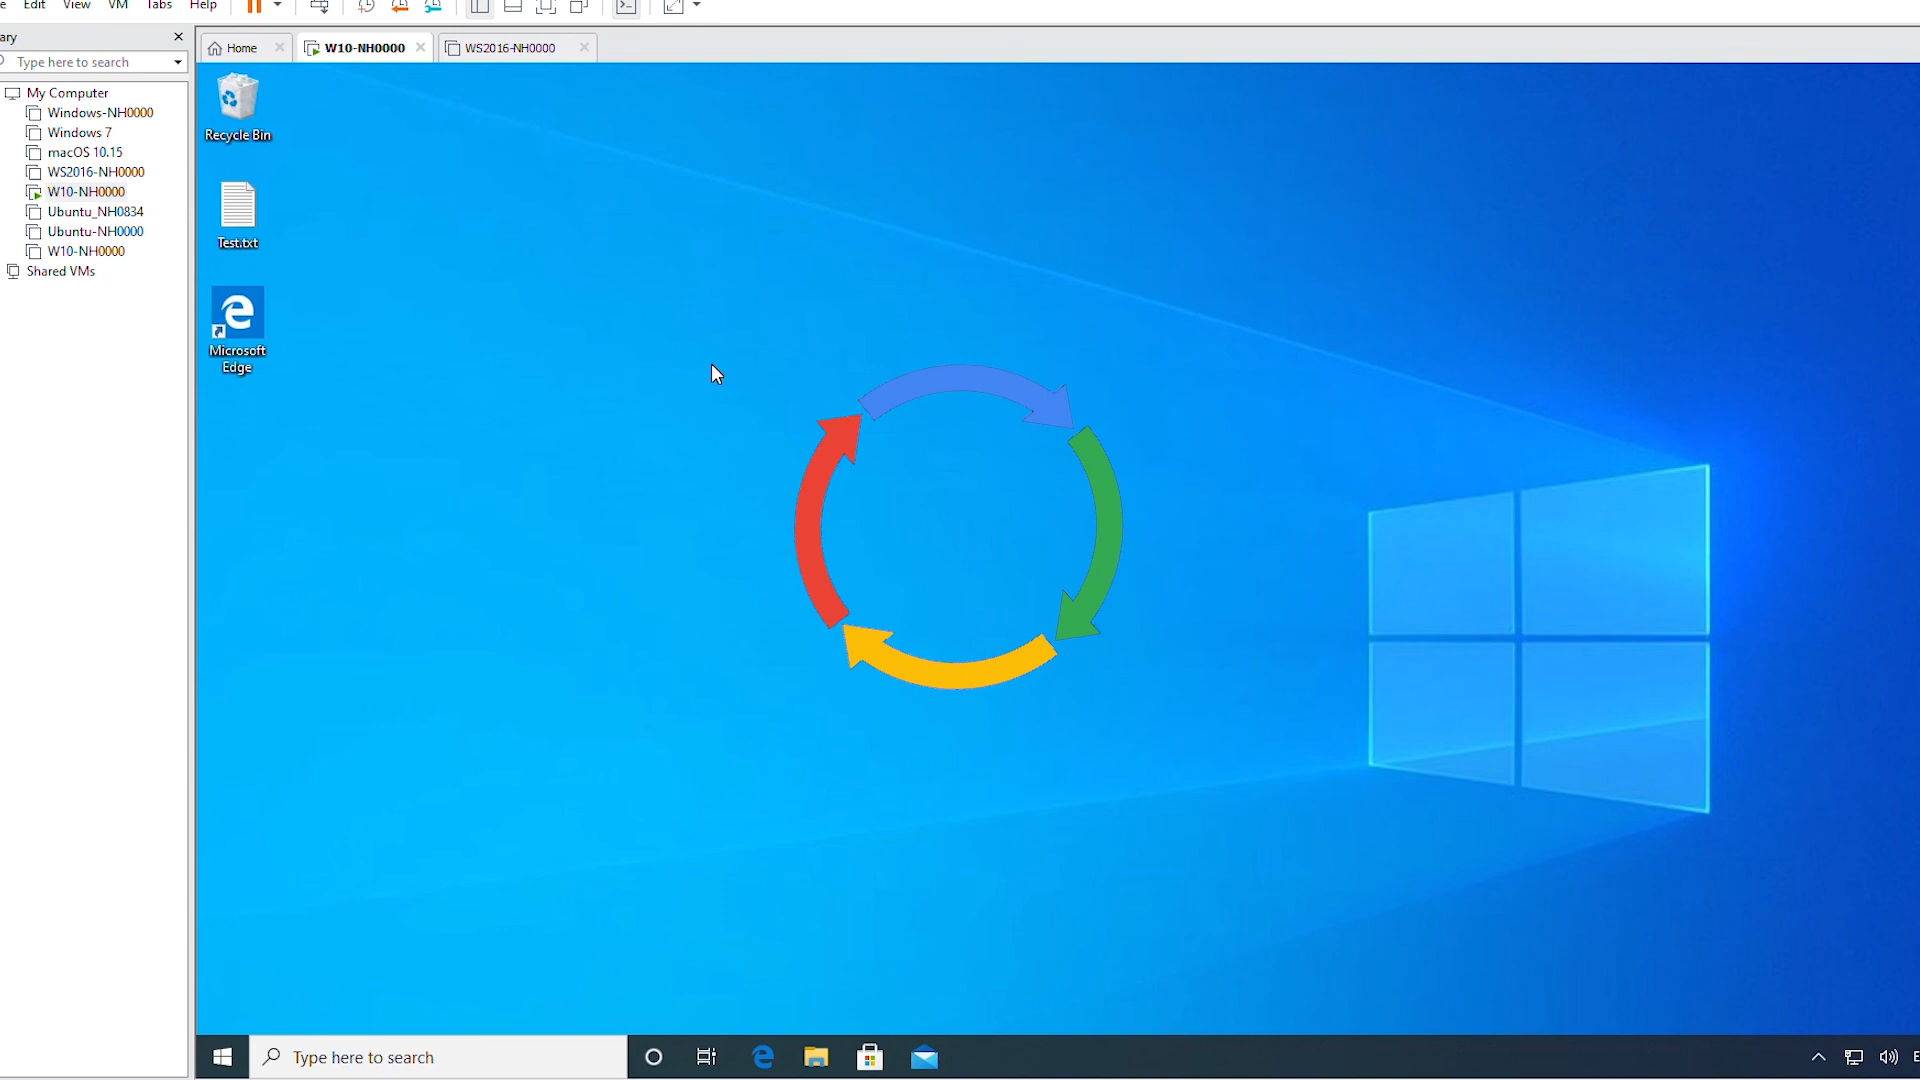 Edit View VM Tabs Help
ary
Type here to search
My Computer
Windows-NH0000
Windows 7
macOS 10.15
WS2016-NH0000
W10-NH0000
Ubuntu_NH0834
Ubuntu-NH0000
W10-NH0000
Shared VMs
Home W10-NH0000 WS2016-NH0000
Recycle Bin
Test.txt
Microsoft
Edge
Type here to search